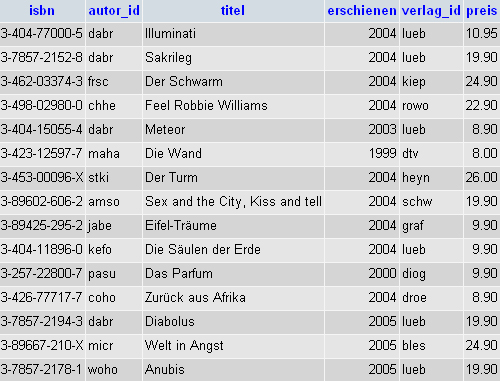 isbn autor_id titel erschienen verlag_id preis
3-404-77000-5 dabr Illuminati 2004 lueb 10.95
3-7857-2152-8 dabr Sakrileg 2004 lueb 19.90
3-462-03374-3 frsc Der Schwarm 2004 kiep 24.90
3-498-02980-0 chhe Feel Robbie Williams 2004 rowo 22.90
3-404-15055-4 dabr Meteor 2003 lueb 8.90
3-423-12597-7 maha Die Wand 1999 dtv 8.00
3-453-00096-X stki Der Turm 2004 heyn 26.00
3-89602-606-2 amso Sex and the City, Kiss and tell 2004 schw 19.90
3-89425-295-2 jabe Eifel-Träume 2004 graf 9.90
3-404-11896-0 kefo Die Säulen der Erde 2004 lueb 9.90
3-257-22800-7 pasu Das Parfum 2000 diog 9.90
3-426-77717-7 coho Zurück aus Afrika 2004 droe 8.90
3-7857-2194-3 dabr Diabolus 2005 lueb 19.90
3-89667-210-X micr Welt in Angst 2005 bles 24.90
3-7857-2178-1 woho Anubis 2005 lueb 19.90